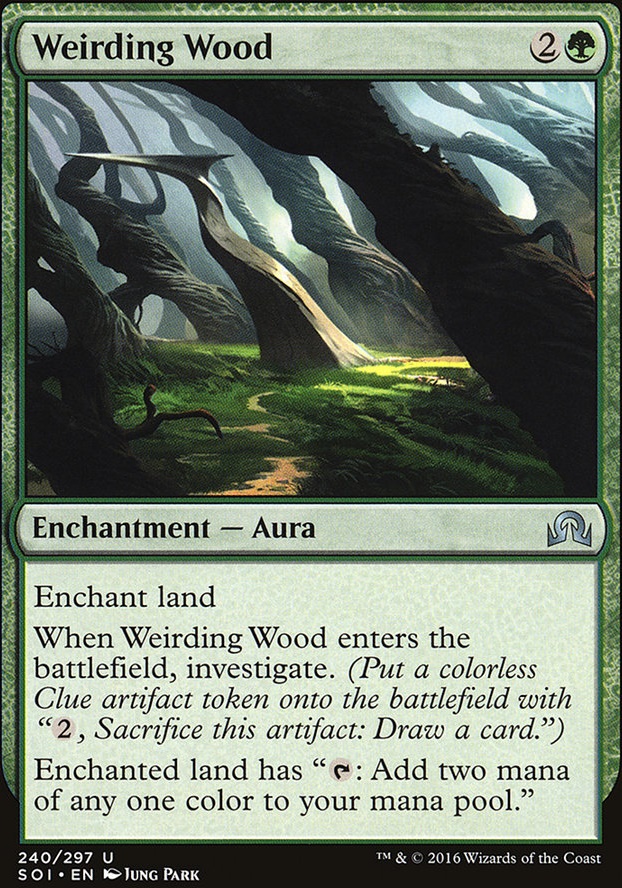 Weirding Wood 2
Enchantment — Aura
Enchant land
When Weirding Wood enters the
battlefield, investigate. (Put a colorless
Clue artifact token onto the battlefield with
“2, Sacrifice this artifact: Draw a card.”)
Enchanted land has “: Add two mana
of any one color to your mana pool.”
240/297 U
SOI • EN Jung Park
™ & © 2016 Wizards of the Coast